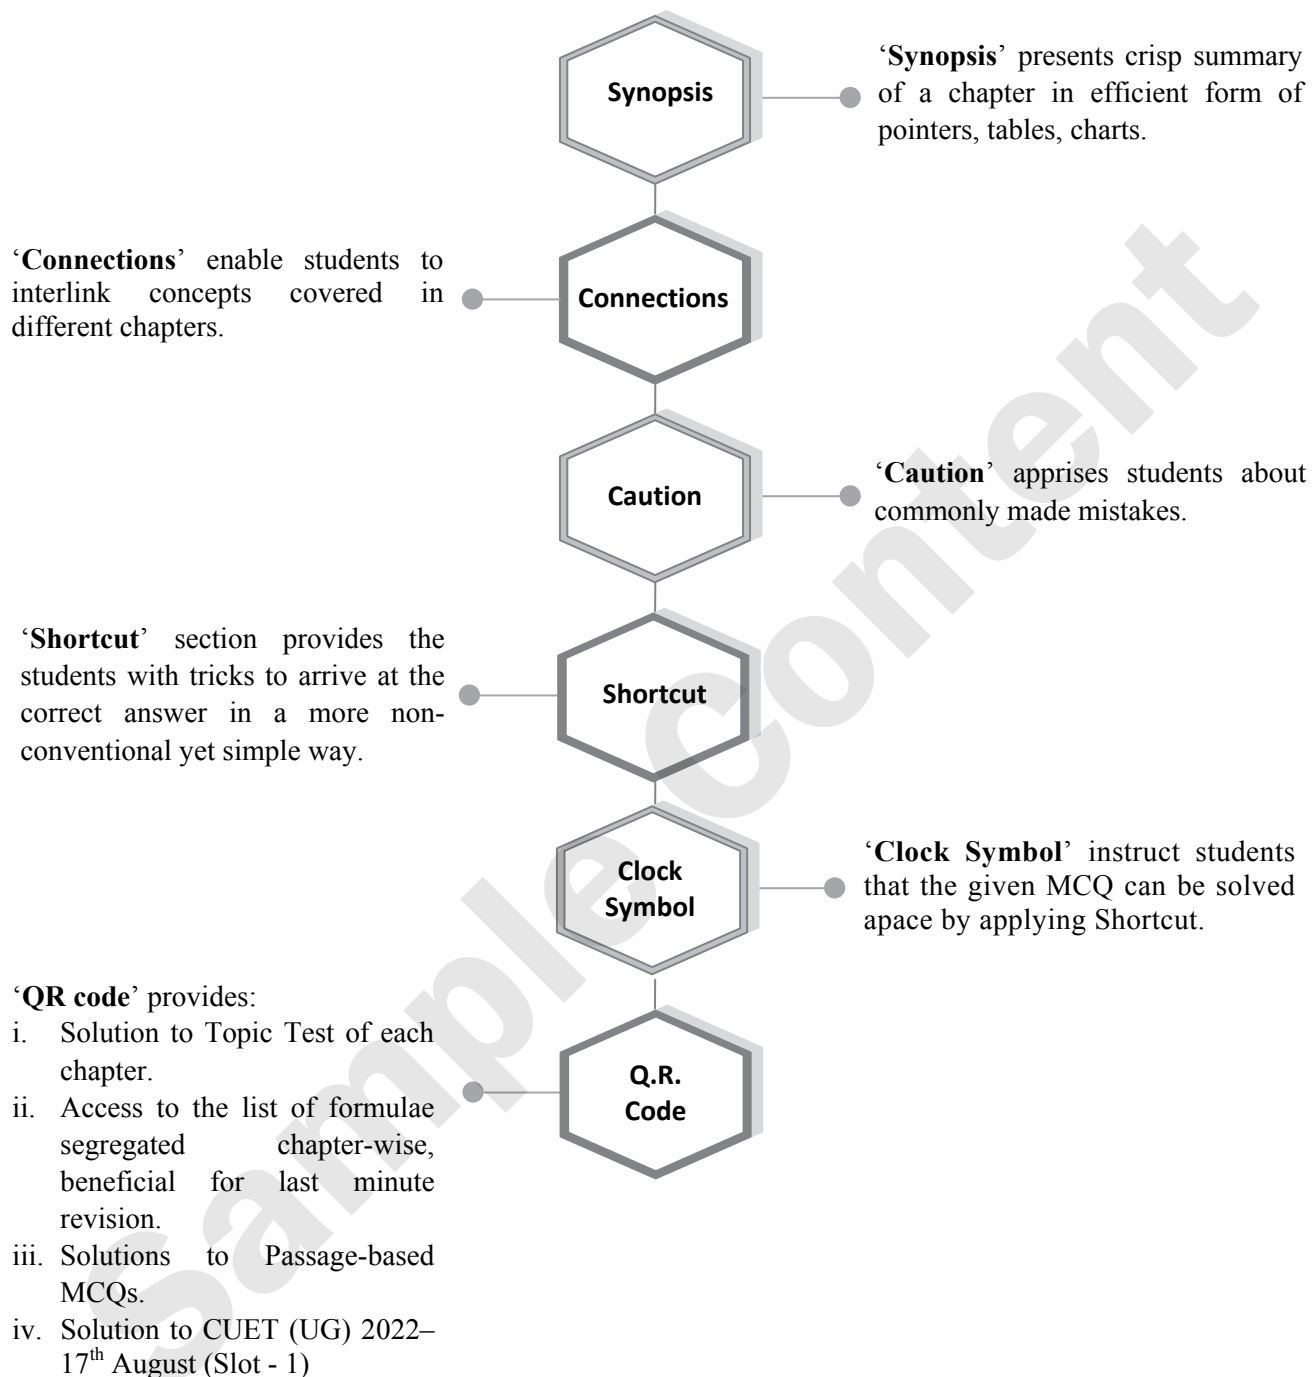 Synopsis
‘Synopsis’ presents crisp summary
of a chapter in efficient form of
pointers, tables, charts.
‘Connections’ enable students to
interlink concepts covered in
different chapters.
Connections
Caution
‘Caution’ apprises students about
commonly made mistakes.
‘Shortcut’ section provides the
students with tricks to arrive at the
correct answer in a more non-
conventional yet simple way.
Shortcut
Clock
Symbol
‘Clock Symbol’ instruct students
that the given MCQ can be solved
apace by applying Shortcut.
‘QR code’ provides:
i. Solution to Topic Test of each
chapter.
ii. Access to the list of formulae
segregated chapter-wise,
beneficial for last minute
revision.
iii. Solutions to Passage-based
MCQs.
iv. Solution to CUET (UG) 2022–
17th August (Slot - 1)
Q.R.
Code
Sample Content